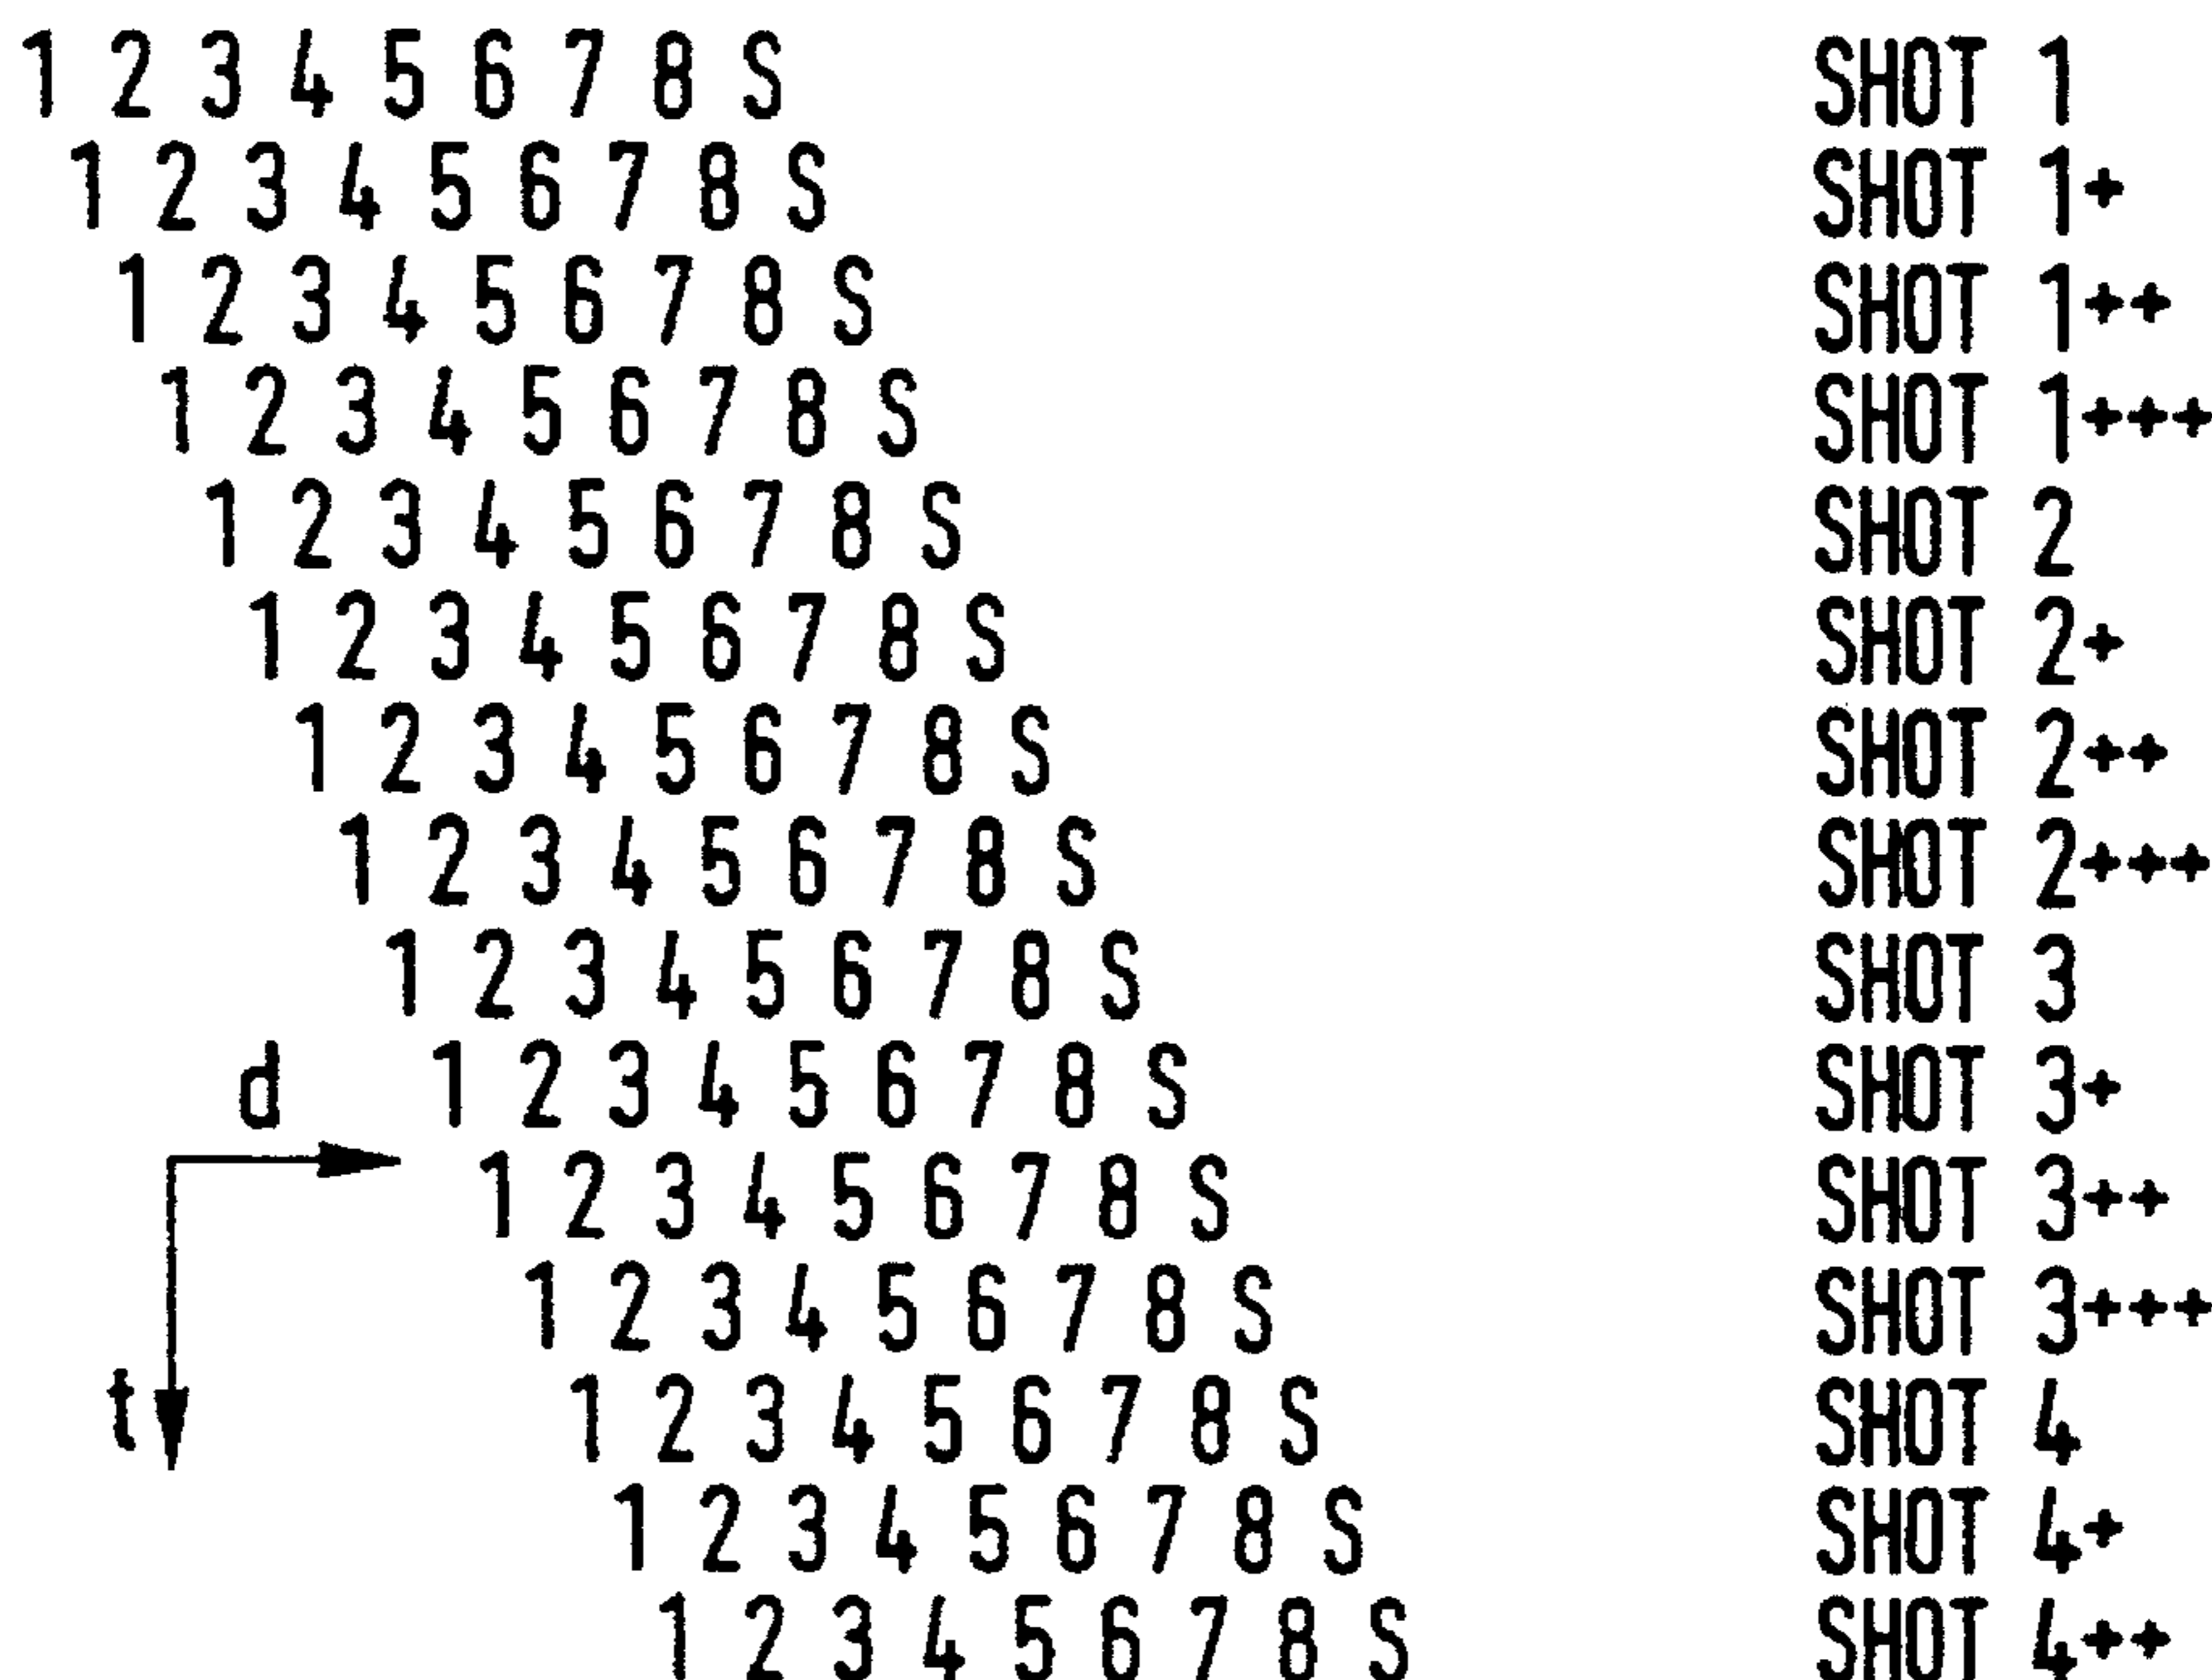 1 2 3 4 5 6 7 8 S SHOT 1
1 2 3 4 5 6 7 8 S SHOT 1+
1 2 3 4 5 6 7 8 S SHOT 1++
1 2 3 4 5 6 7 8 S SHOT 1+++
1 2 3 4 5 6 7 8 S SHOT 2
1 2 3 4 5 6 7 8 S SHOT 2+
1 2 3 4 5 6 7 8 S SHOT 2++
1 2 3 4 5 6 7 8 S SHOT 2+++
1 2 3 4 5 6 7 8 S SHOT 3
d 1 2 3 4 5 6 7 8 S SHOT 3+
1 2 3 4 5 6 7 8 S SHOT 3++
1 2 3 4 5 6 7 8 S SHOT 3+++
t 1 2 3 4 5 6 7 8 S SHOT 4
1 2 3 4 5 6 7 8 S SHOT 4+
1 2 3 4 5 6 7 8 S SHOT 4++